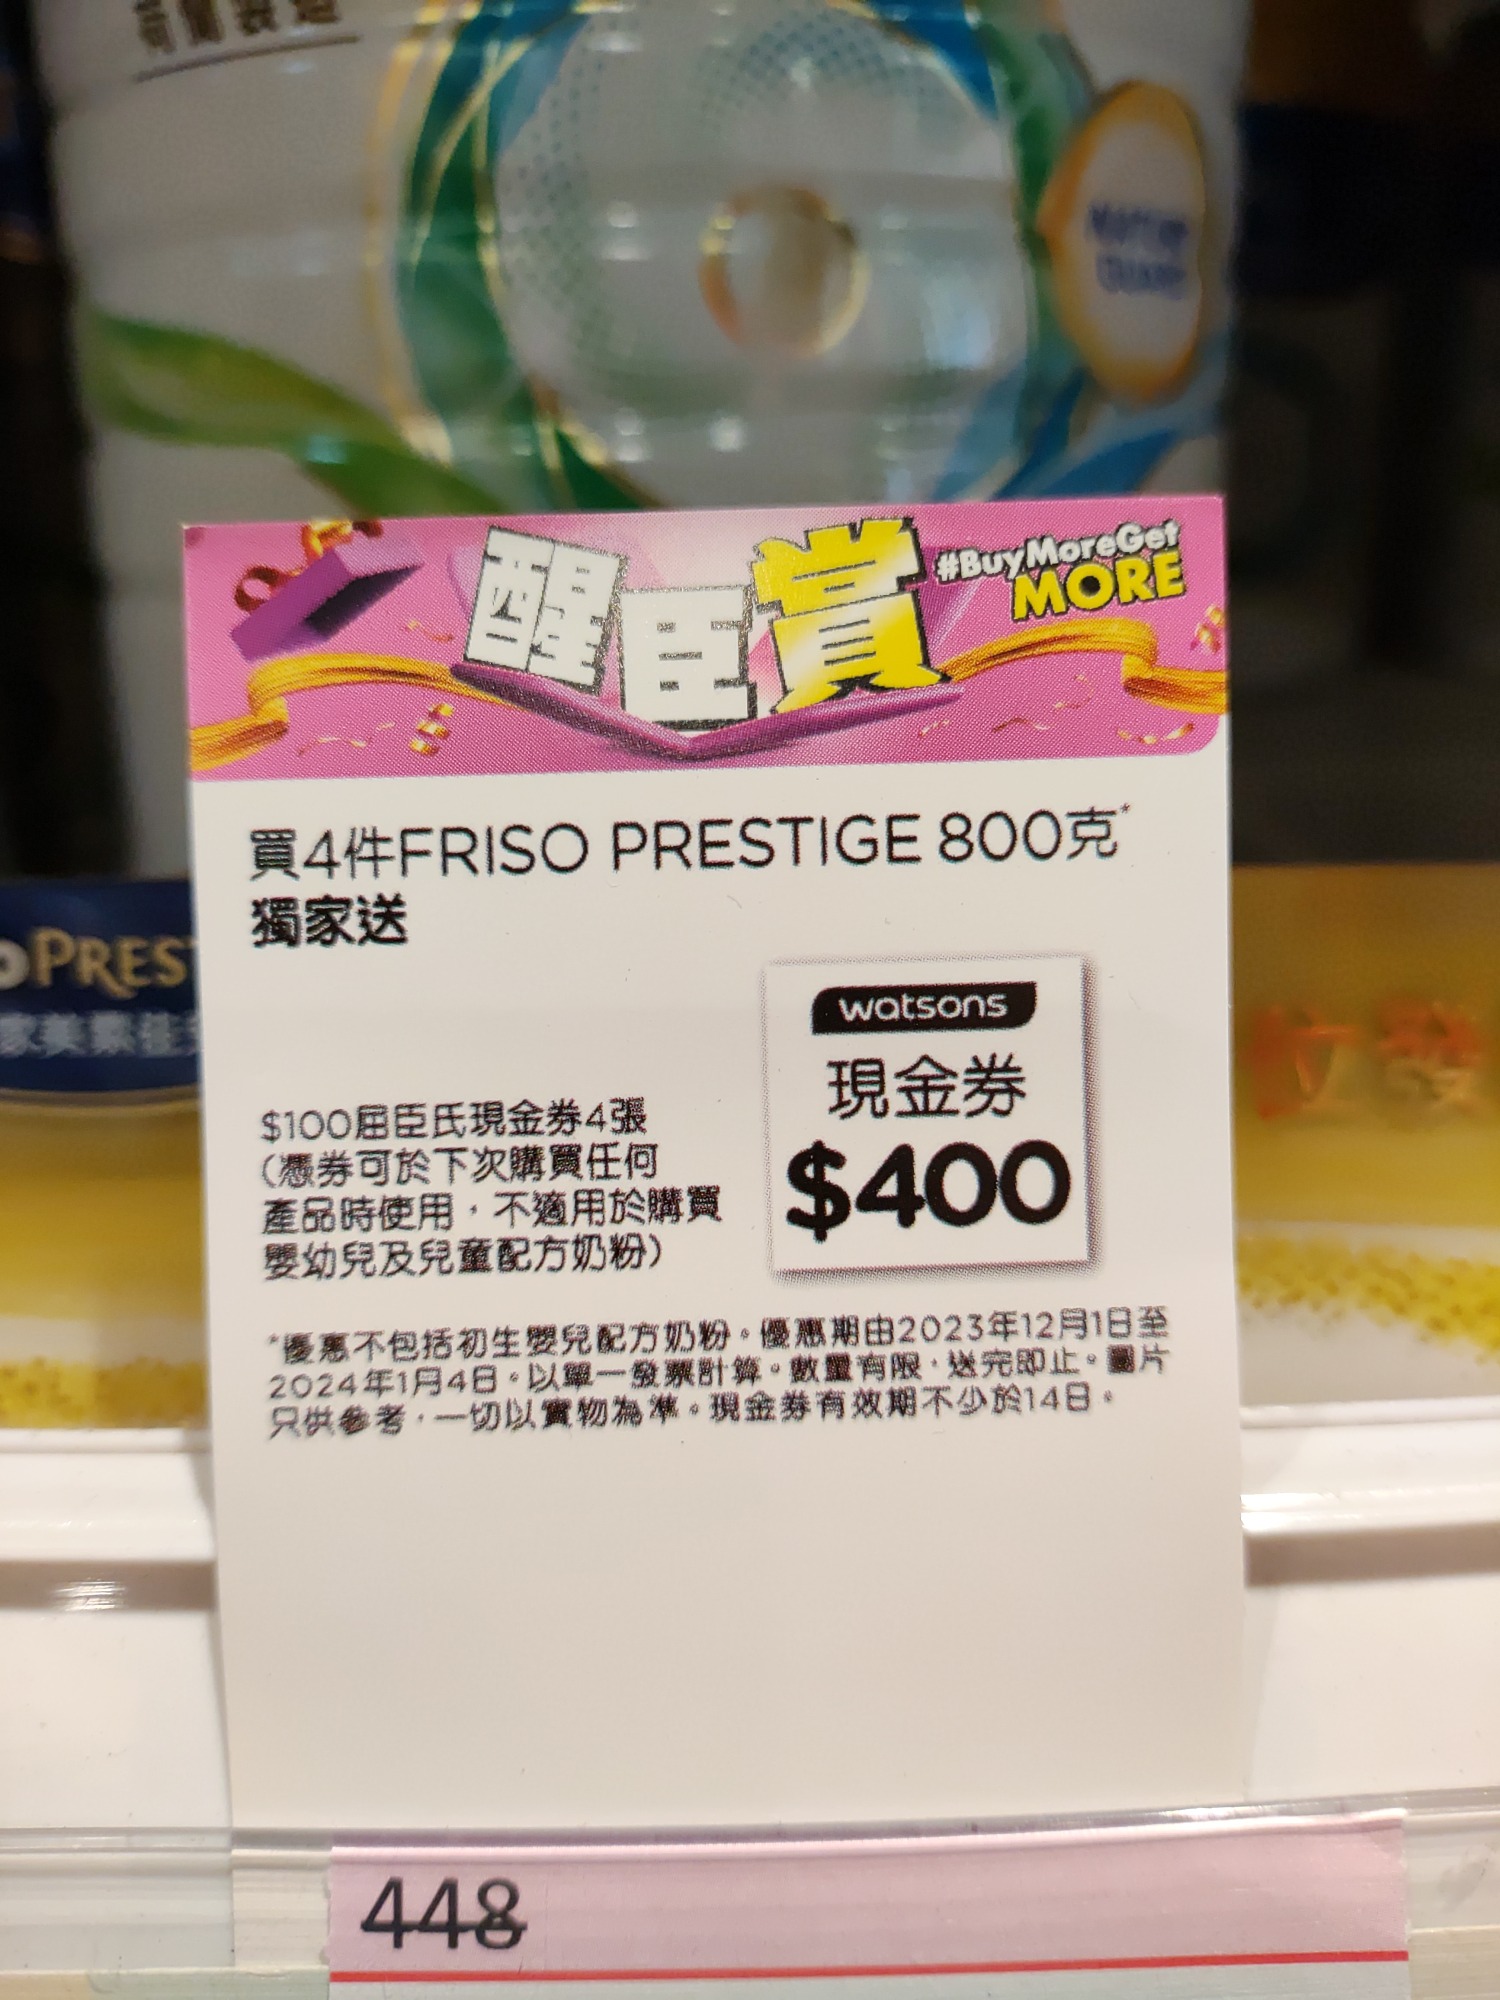 荷蘭製造
醒臣賞
#BuyMoreGet
MORE
買4件FRISO PRESTIGE 800克*
獨家送
PRES
watsons
現金券
$400
$100屈臣氏現金券4張
(憑券可於下次購買任何
產品時使用，不適用於購買
嬰幼兒及兒童配方奶粉)
*優惠不包括初生嬰兒配方奶粉。優惠期由2023年12月1日至
2024年1月4日。以單一發票計算。數量有限，送完即止。圖片
只供參考，一切以實物為準。現金券有效期不少於14日。
448